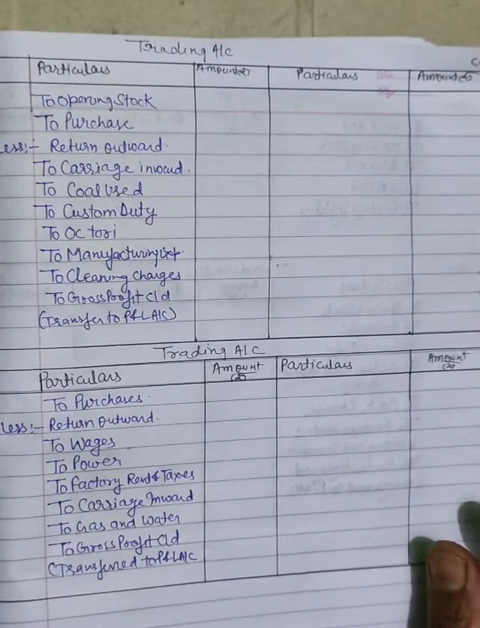 Trading A/C
Particulars Amount(₹) Particulars Amount(₹)
To Opening Stock
To Purchase
Less:- Return outward.
To Carriage inward.
To Coal Used
To Custom Duty
To Octori
To Manufacturing Exp
To Cleaning Charges
To Gross Profit C/d
(Transfer to P&L A/C)
Trading A/C
Particulars Amount (₹) Particulars Amount (₹)
To Purchases.
Less:- Return Outward.
To Wages
To Power
To Factory Rent & Taxes
To Carriage Inward
To Gas and Water
To Gross Profit C/d
(Transferred to P&L A/C